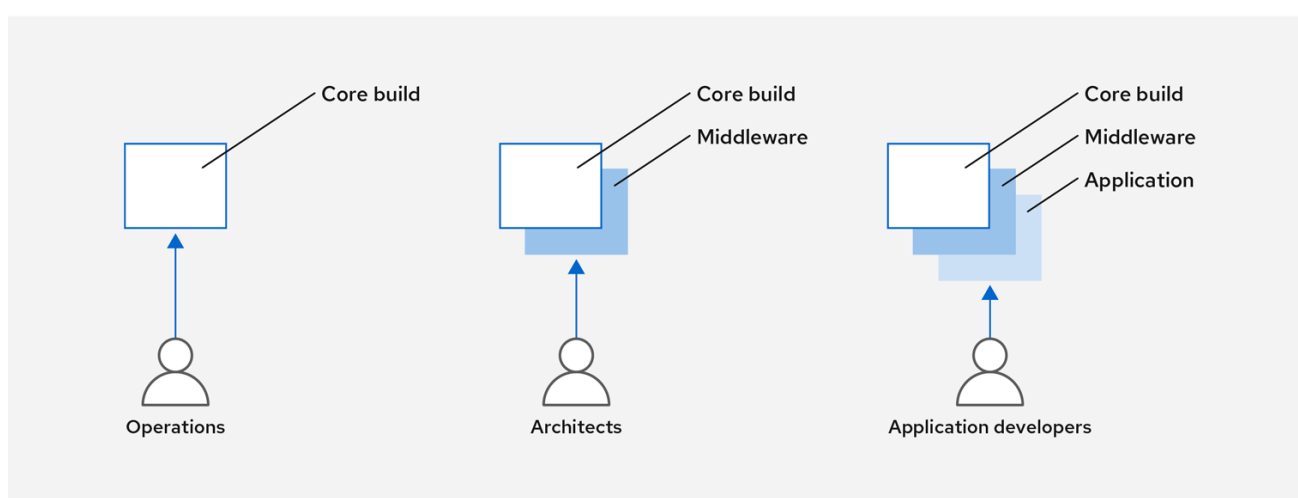 Core build
Core build
Middleware
Core build
Middleware
Application
Operations
Architects
Application developers